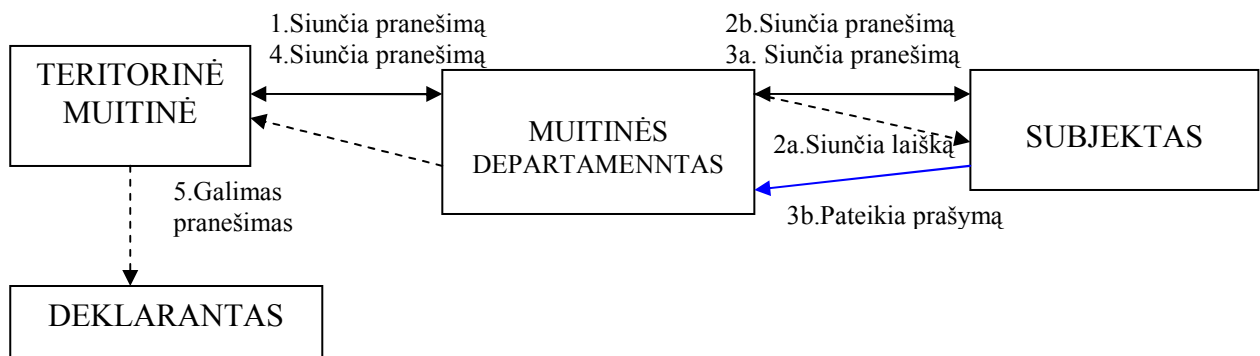 1.Siunčia pranešimą
4.Siunčia pranešimą
2b.Siunčia pranešimą
3a. Siunčia pranešimą
TERITORINĖ
MUITINĖ
MUITINĖS
DEPARTAMENNTAS
SUBJEKTAS
2a.Siunčia laišką
3b.Pateikia prašymą
5.Galimas
pranešimas
DEKLARANTAS